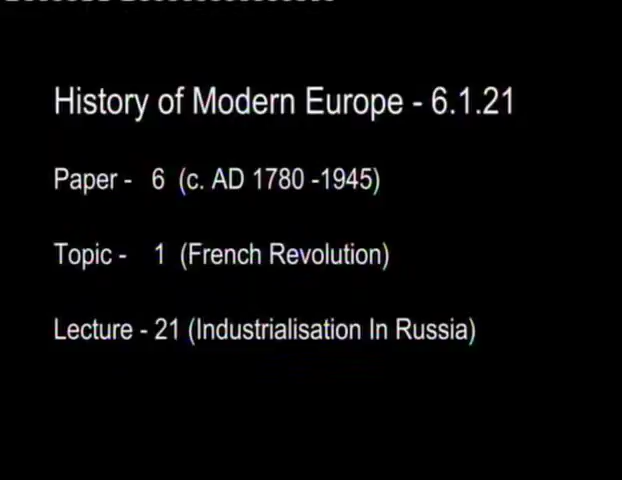 History of Modern Europe - 6.1.21
Paper - 6 (c. AD 1780 -1945)
Topic - 1 (French Revolution)
Lecture - 21 (Industrialisation In Russia)